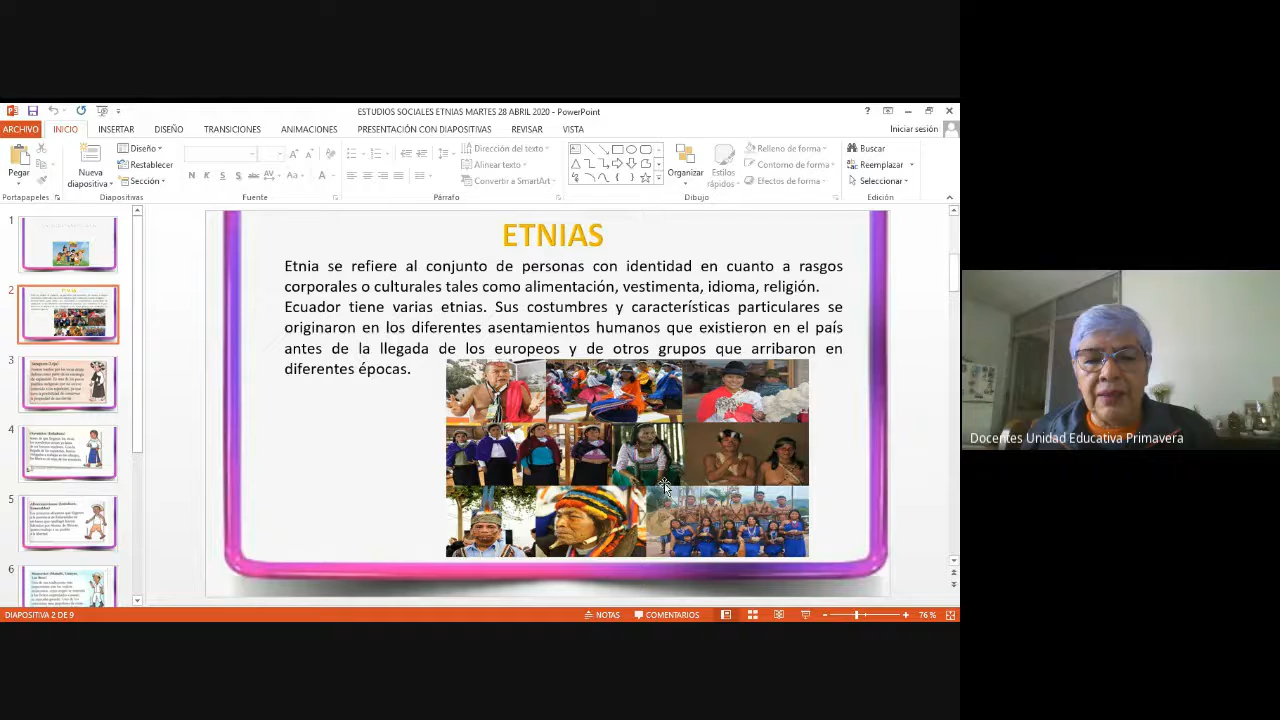 ESTUDIOS SOCIALES ETNIAS MARTES 28 ABRIL 2020 - PowerPoint
ARCHIVO INICIO INSERTAR DISEÑO TRANSICIONES ANIMACIONES PRESENTACIÓN CON DIAPOSITIVAS REVISAR VISTA Iniciar sesión
Pegar
Nueva
diapositiva
Diseño
Restablecer
Sección
Dirección del texto
Alinear texto
Convertir a SmartArt
Organizar
Estilos
rápidos
Relleno de forma
Contorno de forma
Efectos de forma
Buscar
Reemplazar
Seleccionar
Portapapeles Diapositivas Fuente Párrafo Dibujo Edición
1
2
3
4
5
6
ETNIAS
Etnia se refiere al conjunto de personas con identidad en cuanto a rasgos
corporales o culturales tales como alimentación, vestimenta, idioma, religión.
Ecuador tiene varias etnias. Sus costumbres y características particulares se
originaron en los diferentes asentamientos humanos que existieron en el país
antes de la llegada de los europeos y de otros grupos que arribaron en
diferentes épocas.
Docentes Unidad Educativa Primavera
DIAPOSITIVA 2 DE 9 NOTAS COMENTARIOS 76 %